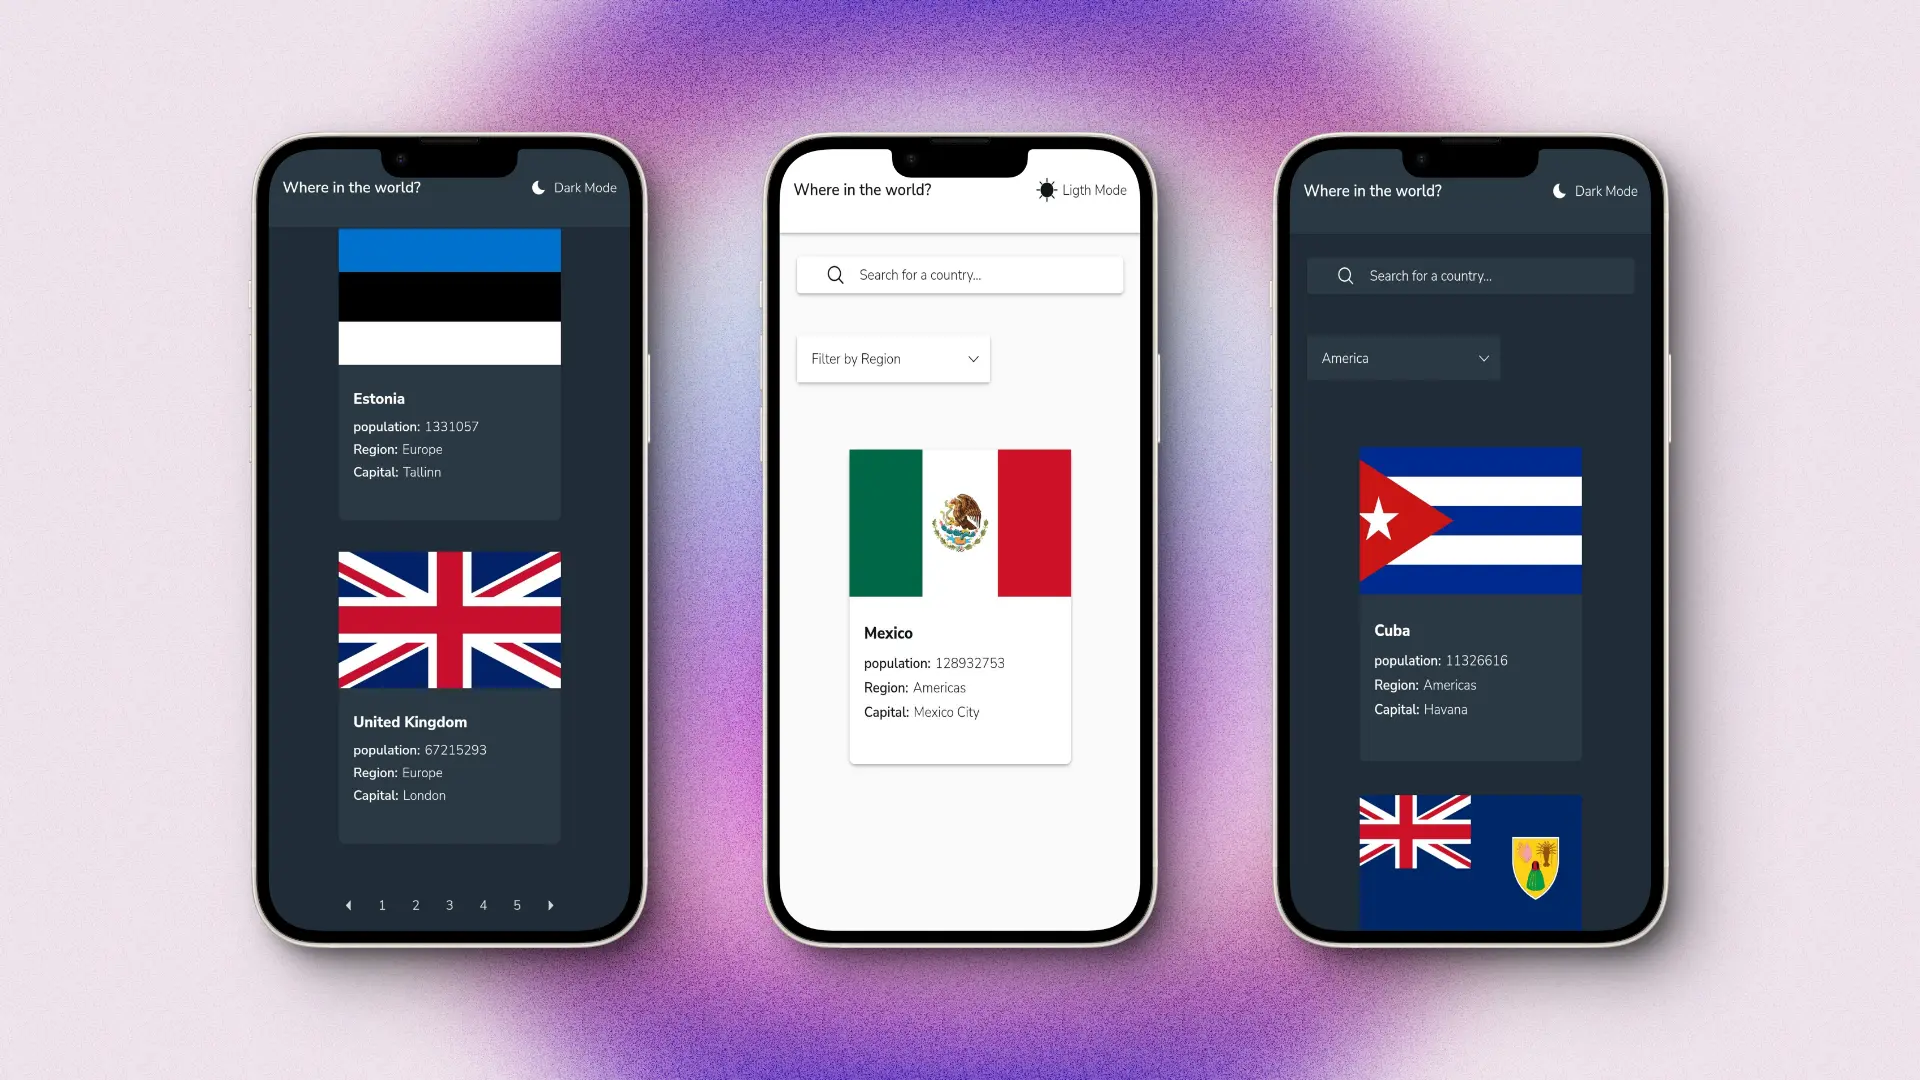 Where in the world?
Dark Mode
Estonia
population: 1331057
Region: Europe
Capital: Tallinn
United Kingdom
population: 67215293
Region: Europe
Capital: London
1 2 3 4 5
Where in the world?
Ligth Mode
Search for a country...
Filter by Region
Mexico
population: 128932753
Region: Americas
Capital: Mexico City
Where in the world?
Dark Mode
Search for a country...
America
Cuba
population: 11326616
Region: Americas
Capital: Havana